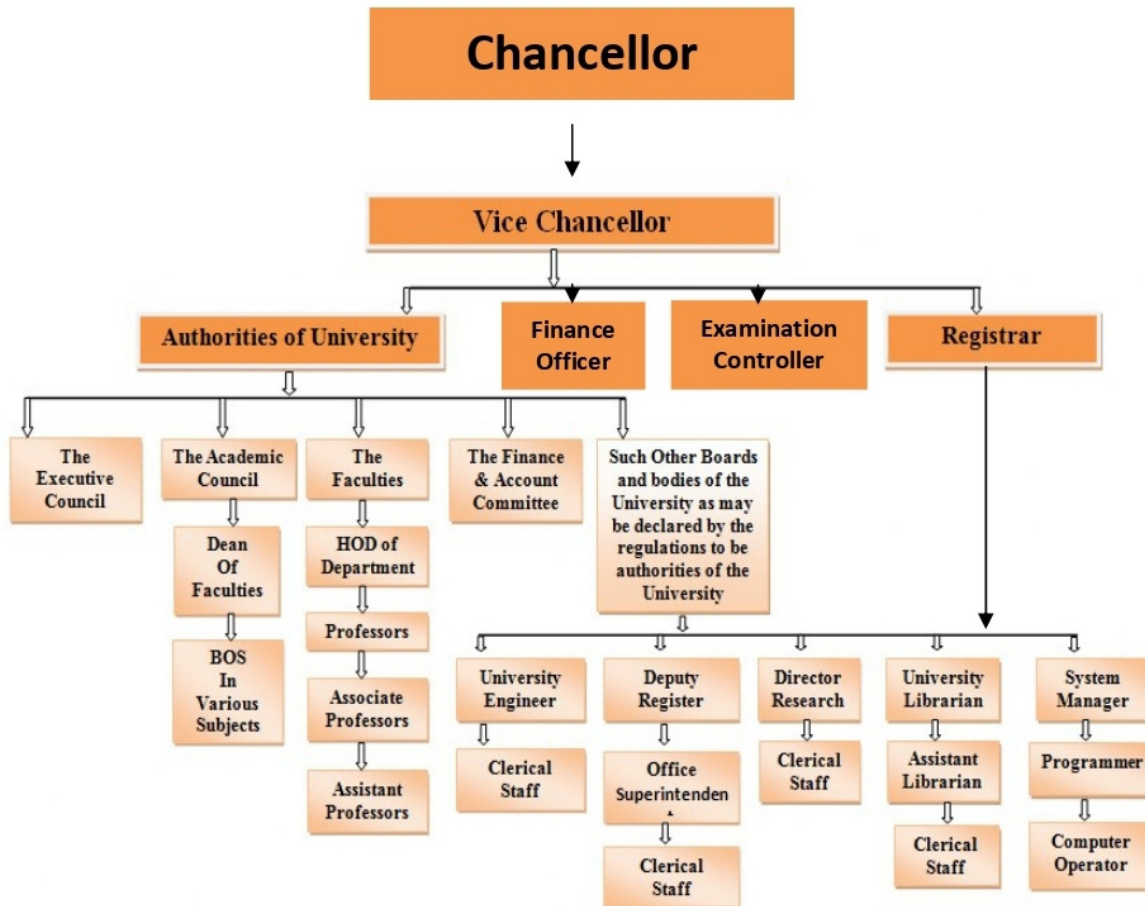 Chancellor
Vice Chancellor
Authorities of University
Finance
Officer
Examination
Controller
Registrar
The
Executive
Council
The Academic
Council
The
Faculties
The Finance
& Account
Committee
Such Other Boards
and bodies of the
University as may
be declared by the
regulations to be
authorities of the
University
Dean
Of
Faculties
HOD of
Department
BOS
In
Various
Subjects
Professors
Associate
Professors
Assistant
Professors
University
Engineer
Deputy
Register
Director
Research
University
Librarian
System
Manager
Clerical
Staff
Office
Superintenden
Clerical
Staff
Assistant
Librarian
Programmer
Clerical
Staff
Clerical
Staff
Computer
Operator